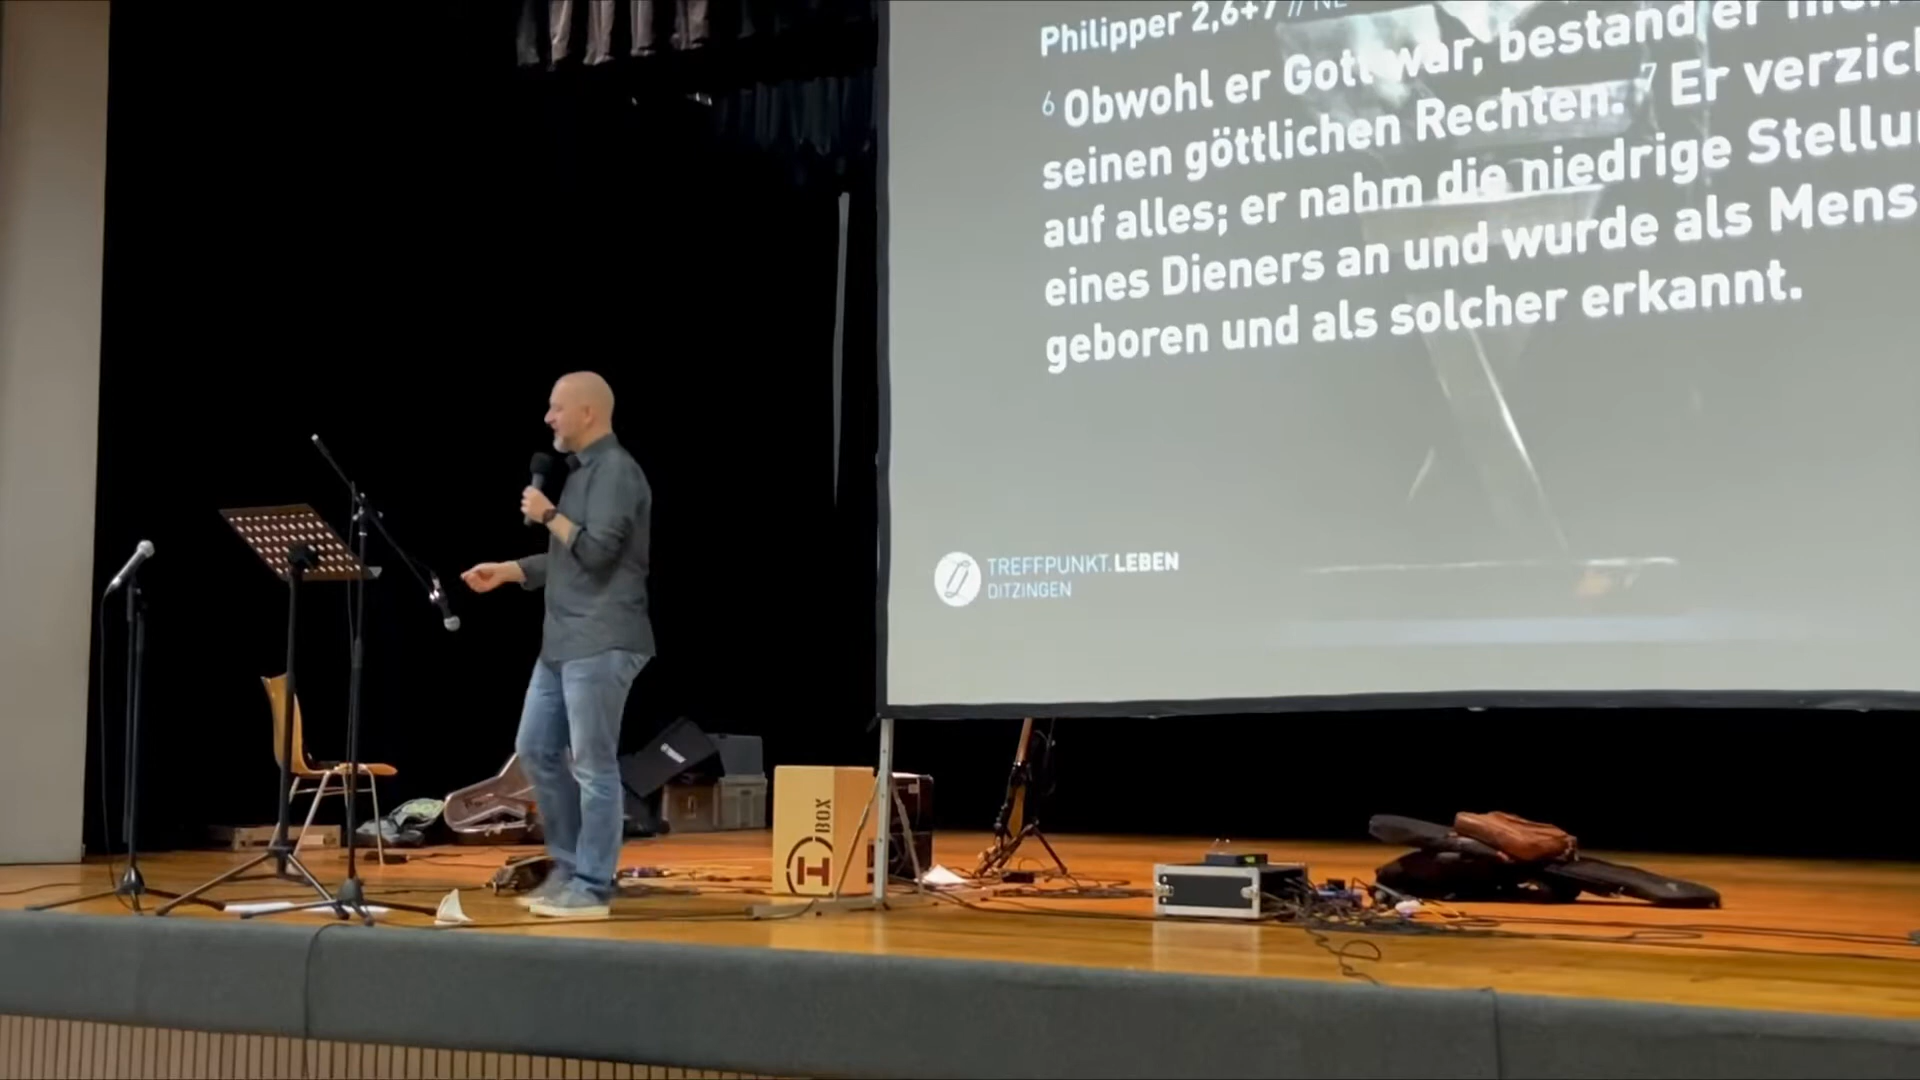 Philipper 2,6+7 // NL
6 Obwohl er Gott war, bestand er
seinen göttlichen Rechten. 7 Er
auf alles; er nahm die niedrige
eines Dieners an und wurde als
geboren und als solcher erkannt.
TREFFPUNKT.LEBEN
DITZINGEN
BOX
H